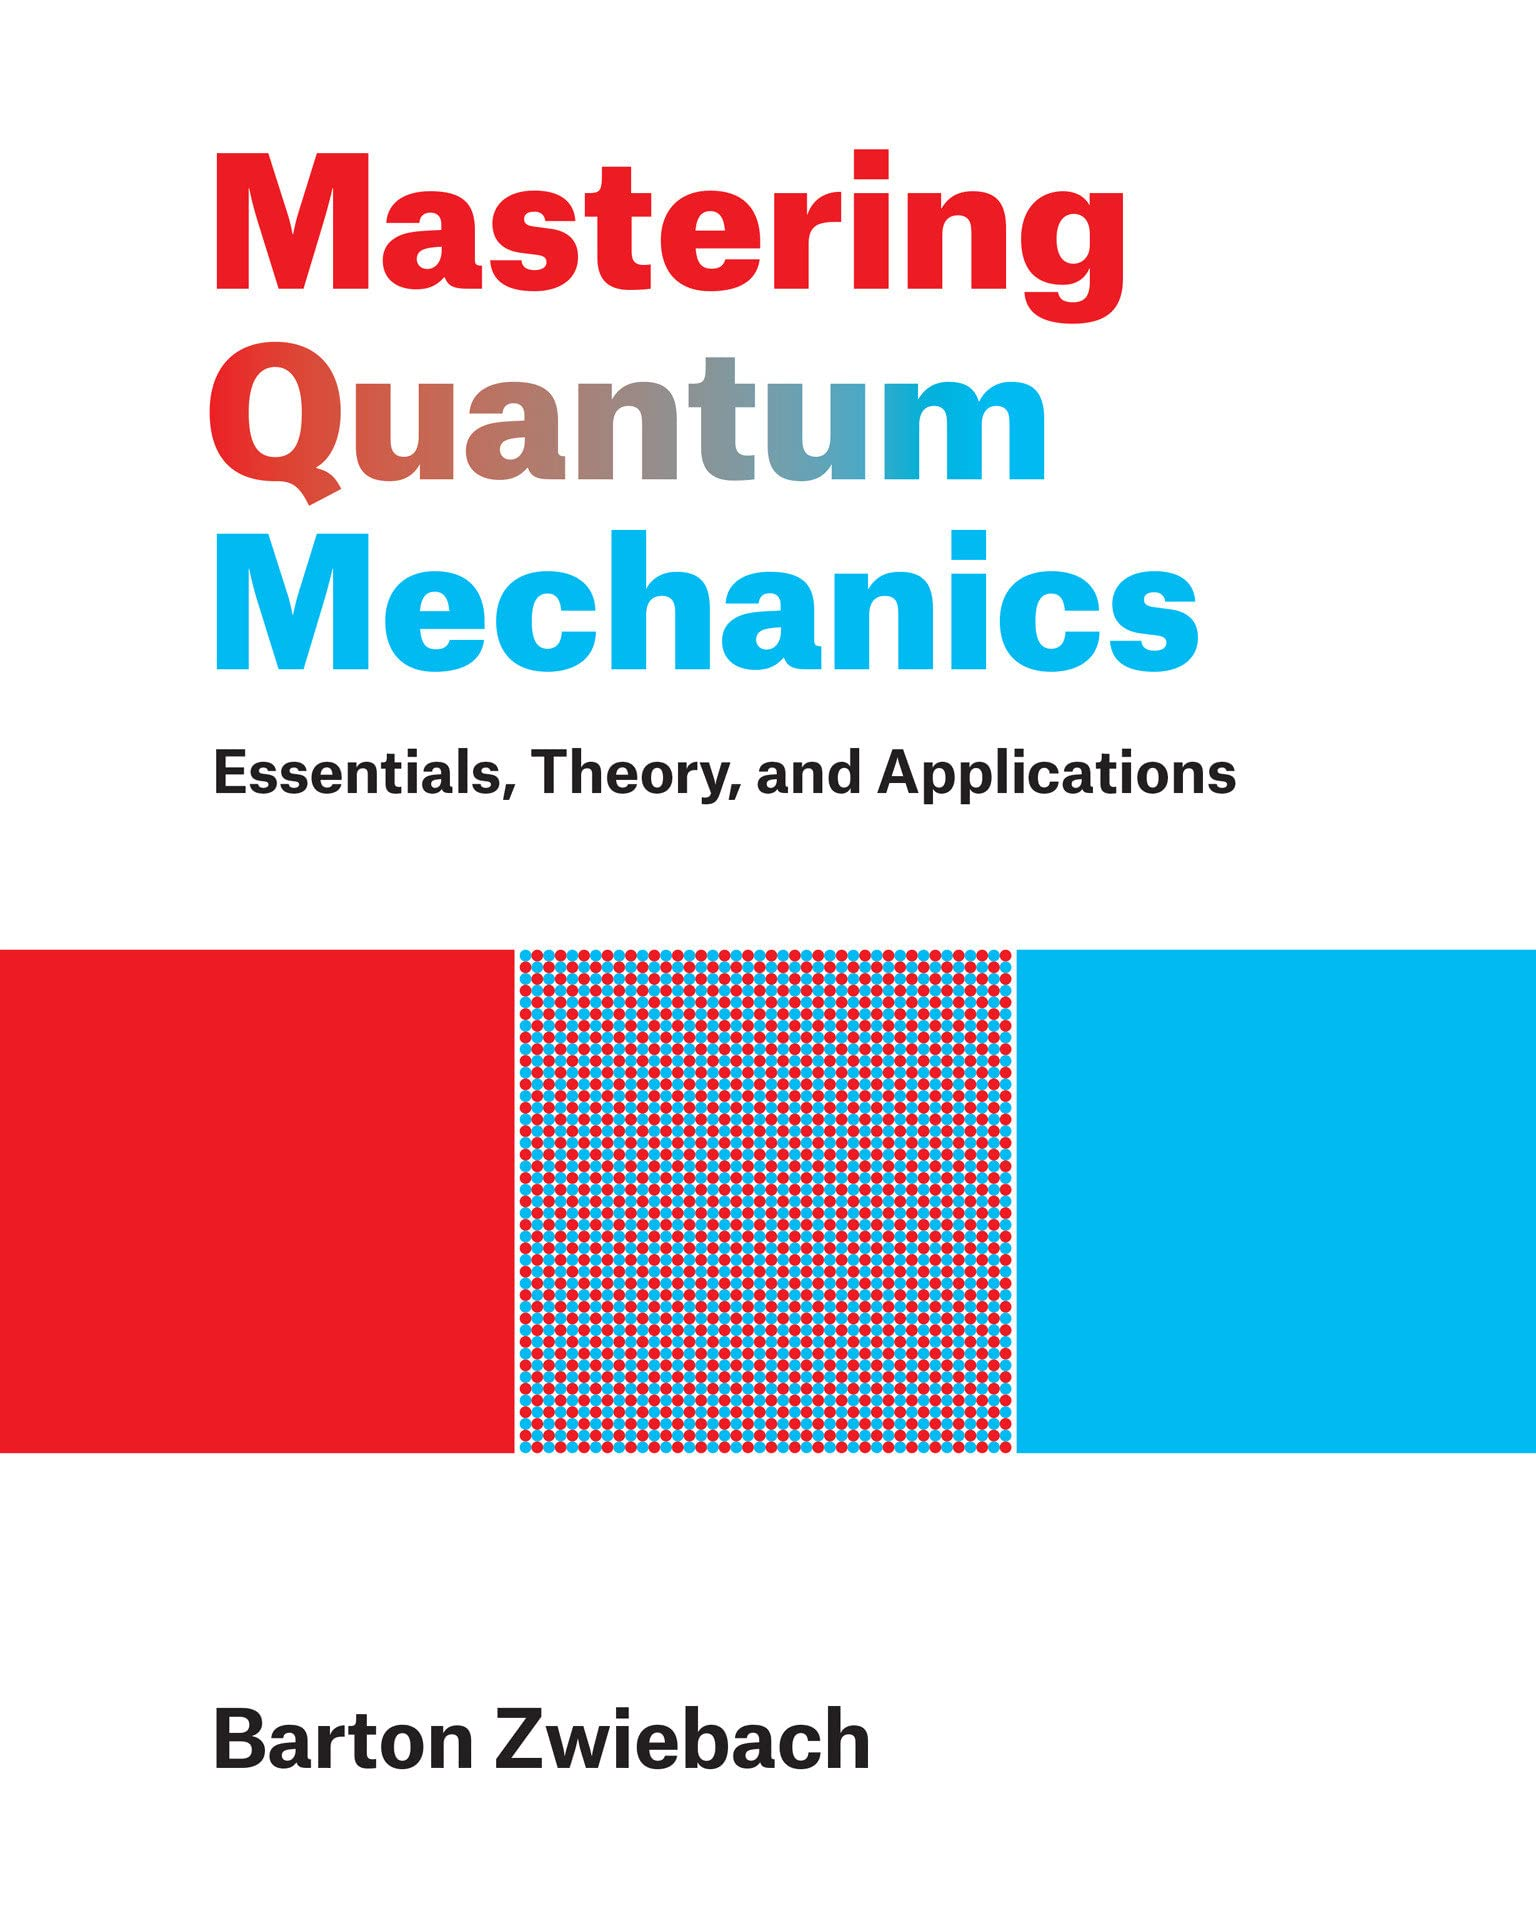 Mastering
Quantum
Mechanics
Essentials, Theory, and Applications
Barton Zwiebach